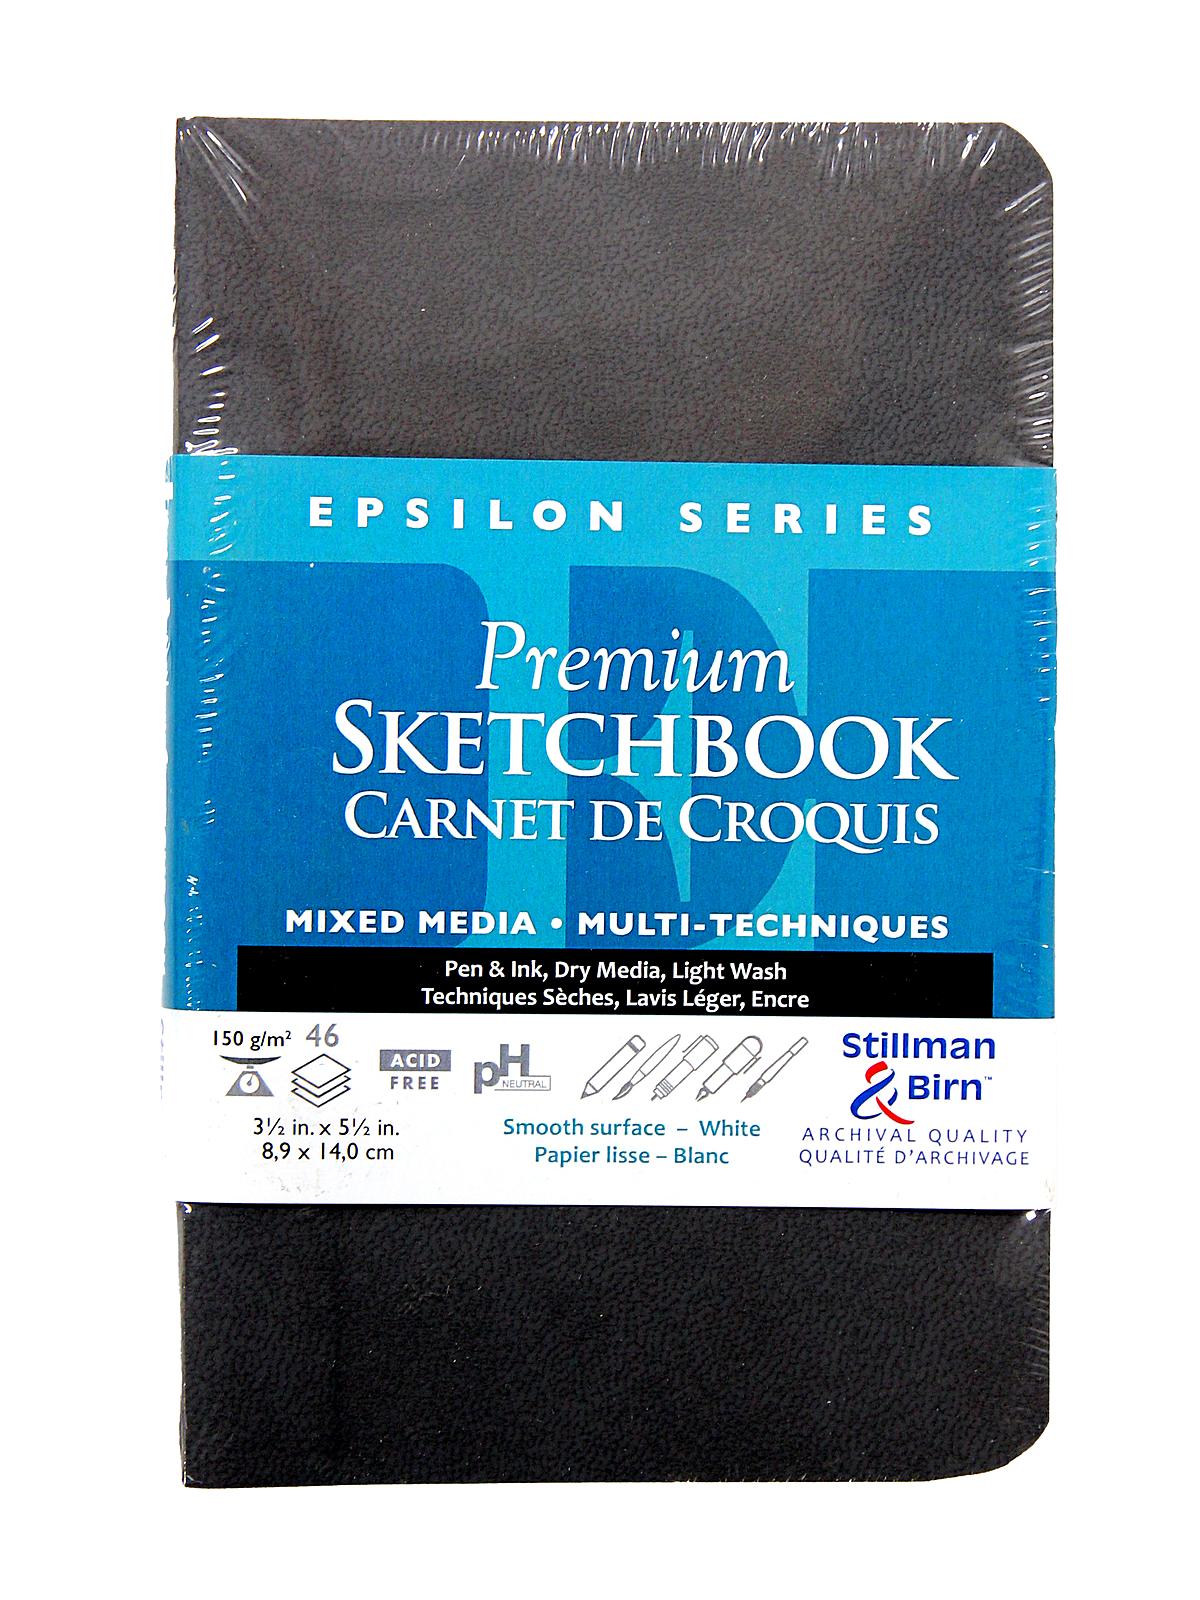 EPSILON SERIES
Premium
SKETCHBOOK
CARNET DE CROQUIS
MIXED MEDIA • MULTI-TECHNIQUES
Pen & Ink, Dry Media, Light Wash
Techniques Sèches, Lavis Léger, Encre
150 g/m² 46
ACID
FREE
pH
NEUTRAL
3½ in. x 5½ in.
8,9 x 14,0 cm
Smooth surface – White
Papier lisse – Blanc
Stillman
& Birn™
ARCHIVAL QUALITY
QUALITÉ D'ARCHIVAGE